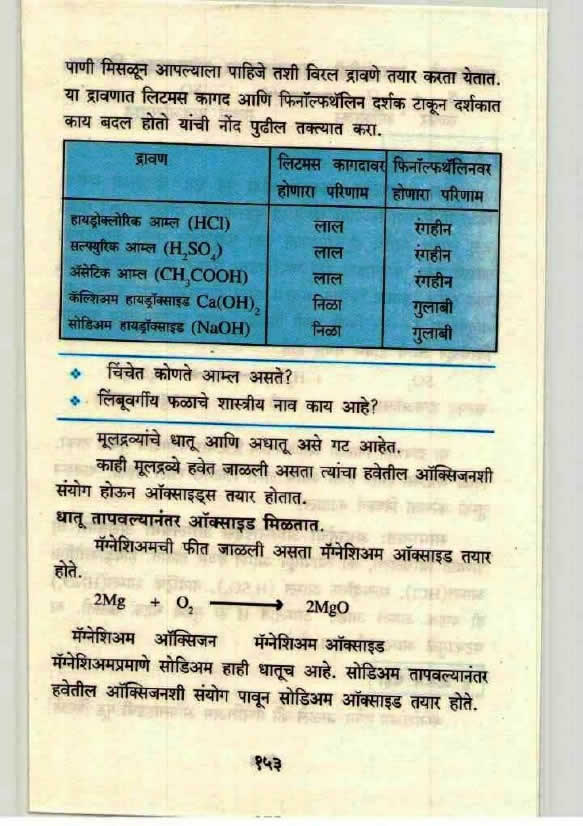 पाणी मिसळून आपल्याला पाहिजे तशी विरल द्रावणे तयार करता येतात.
या द्रावणात लिटमस कागद आणि फिनॉल्फथॅलिन दर्शक टाकून दर्शकात
काय बदल होतो यांची नोंद पुढील तक्त्यात करा.
द्रावण लिटमस कागदावर फिनॉल्फथॅलिनवर
होणारा परिणाम होणारा परिणाम
हायड्रोक्लोरिक आम्ल (HCl) लाल रंगहीन
सल्फ्युरिक आम्ल (H₂SO₄) लाल रंगहीन
ॲसेटिक आम्ल (CH₃COOH) लाल रंगहीन
कॅल्शिअम हायड्रॉक्साइड Ca(OH)₂ निळा गुलाबी
सोडिअम हायड्रॉक्साइड (NaOH) निळा गुलाबी
❖ चिंचेत कोणते आम्ल असते?
❖ लिंबूवर्गीय फळाचे शास्त्रीय नाव काय आहे?
मूलद्रव्यांचे धातू आणि अधातू असे गट आहेत.
काही मूलद्रव्ये हवेत जाळली असता त्यांचा हवेतील ऑक्सिजनशी
संयोग होऊन ऑक्साइड्स तयार होतात.
धातू तापवल्यानंतर ऑक्साइड मिळतात.
मॅग्नेशिअमची फीत जाळली असता मॅग्नेशिअम ऑक्साइड तयार
होते.
2Mg + O₂ ⟶ 2MgO
मॅग्नेशिअम ऑक्सिजन मॅग्नेशिअम ऑक्साइड
मॅग्नेशिअमप्रमाणे सोडिअम हाही धातूच आहे. सोडिअम तापवल्यानंतर
हवेतील ऑक्सिजनशी संयोग पावून सोडिअम ऑक्साइड तयार होते.
१५३